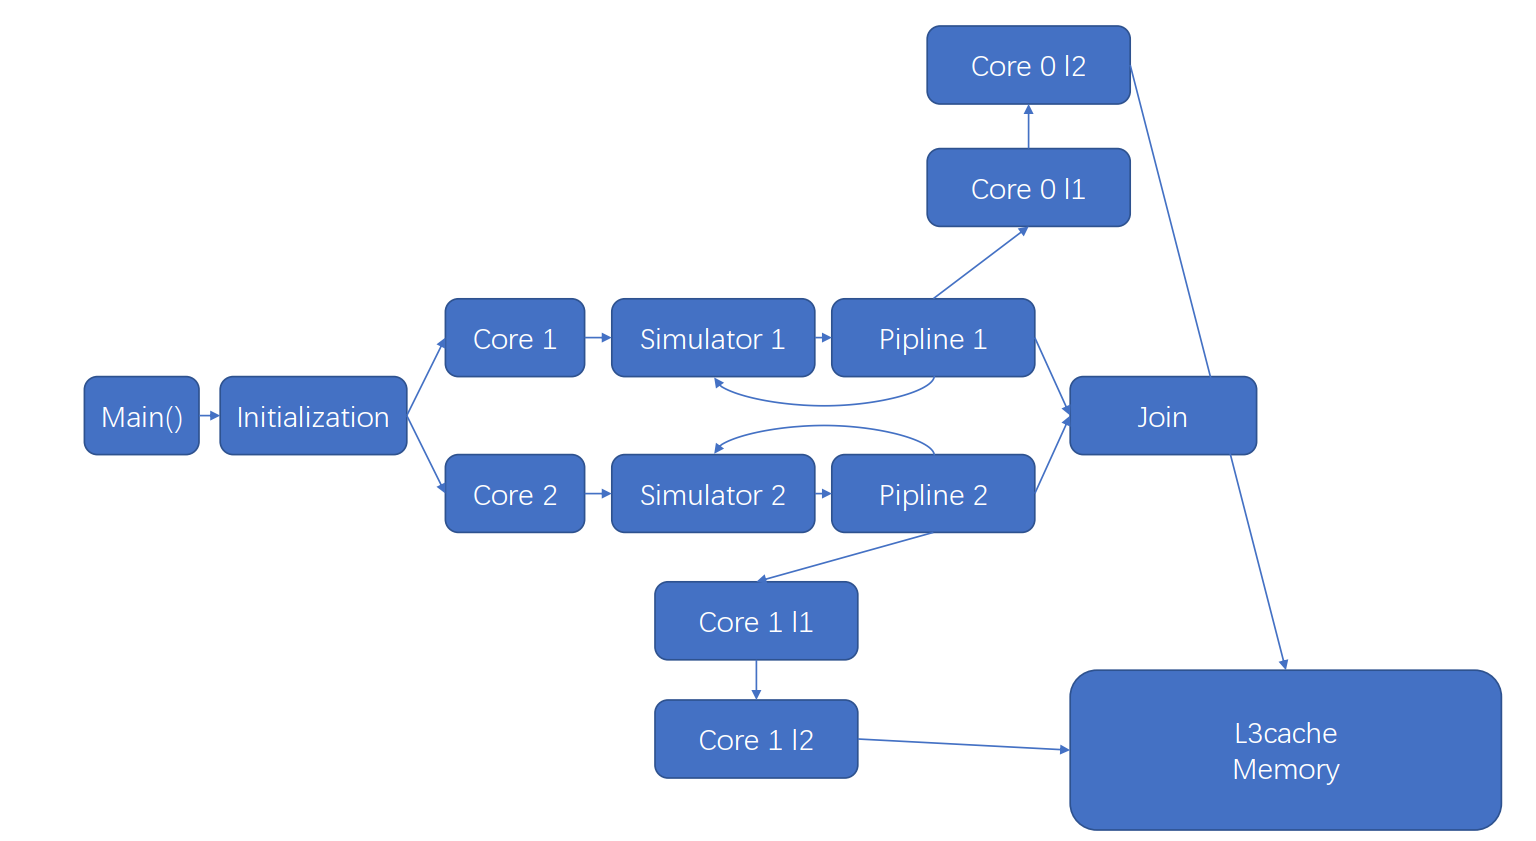 Core 0 l2
Core 0 l1
Core 1
Simulator 1
Pipline 1
Main()
Initialization
Join
Core 2
Simulator 2
Pipline 2
Core 1 l1
Core 1 l2
L3cache
Memory